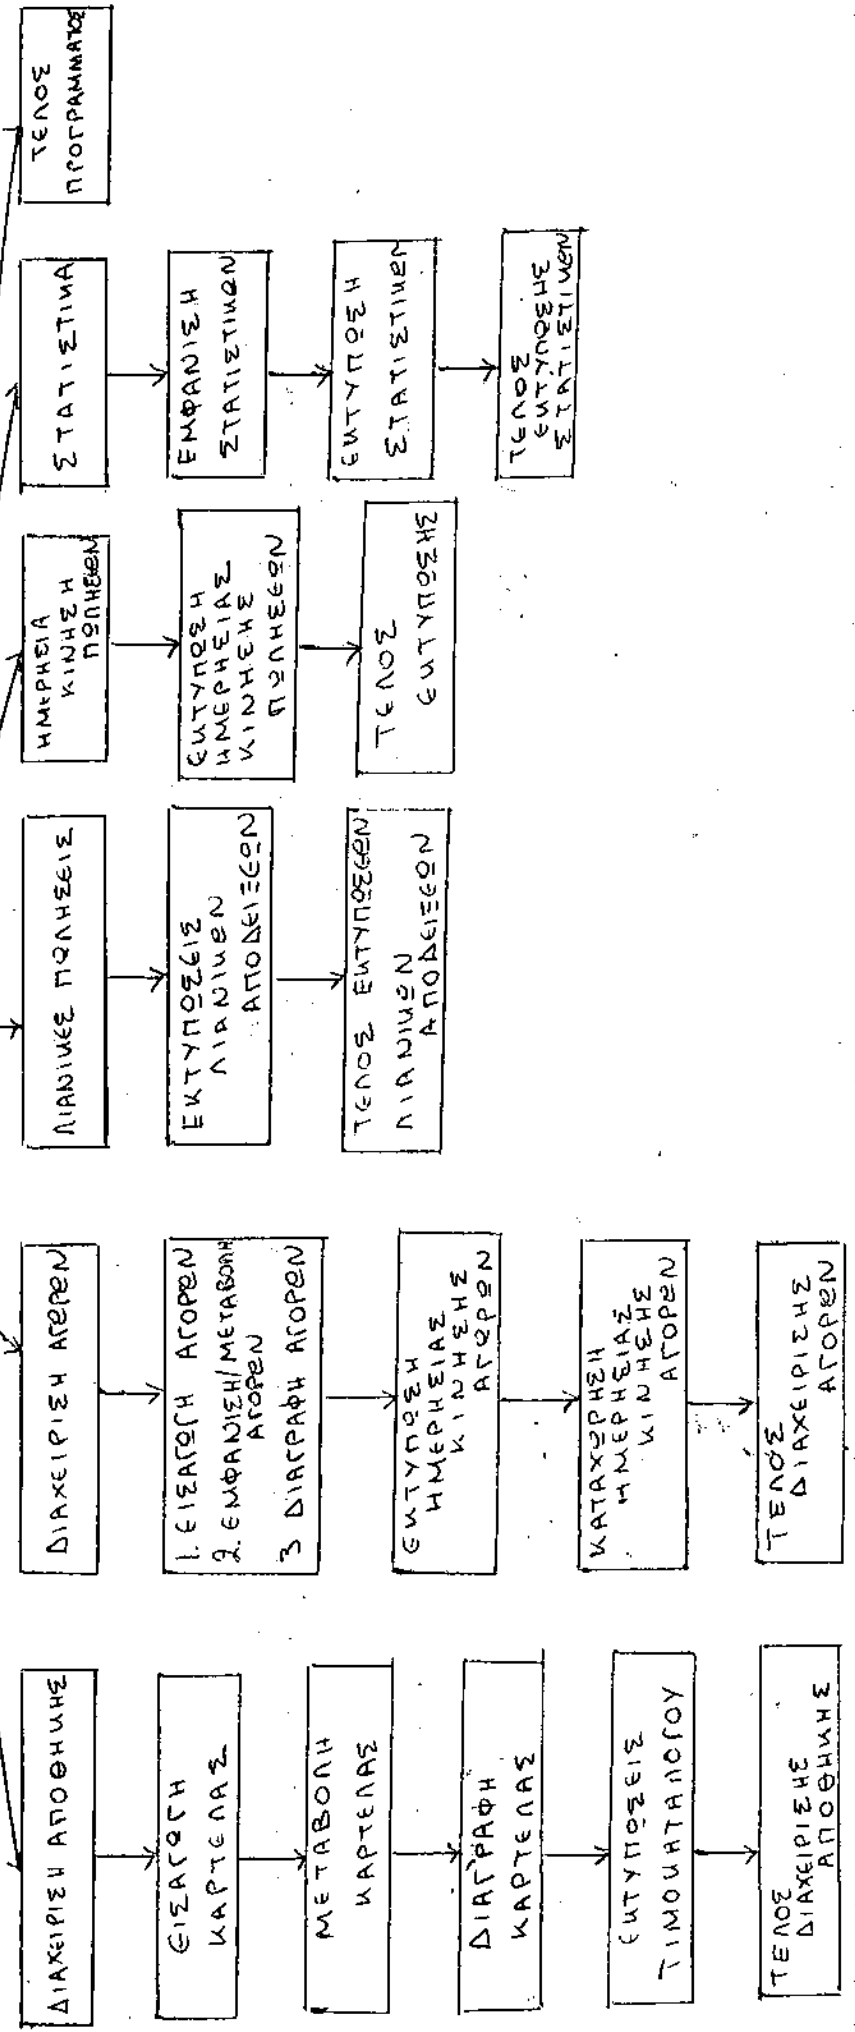 ΔΙΑΧΕΙΡΙΣΗ ΑΠΟΘΗΚΗΣ
ΕΙΣΑΓΩΓΗ
ΚΑΡΤΕΛΑΣ
ΜΕΤΑΒΟΛΗ
ΚΑΡΤΕΛΑΣ
ΔΙΑΓΡΑΦΗ
ΚΑΡΤΕΛΑΣ
ΕΚΤΥΠΩΣΕΙΣ
ΤΙΜΟΚΑΤΑΛΟΓΟΥ
ΤΕΛΟΣ
ΔΙΑΧΕΙΡΙΣΗΣ
ΑΠΟΘΗΚΗΣ
ΔΙΑΧΕΙΡΙΣΗ ΑΓΩΡΩΝ
1. ΕΙΣΑΓΩΓΗ ΑΓΟΡΩΝ
2. ΕΜΦΑΝΙΣΗ/ΜΕΤΑΒΟΛΗ
ΑΓΟΡΩΝ
3 ΔΙΑΓΡΑΦΗ ΑΓΟΡΩΝ
ΕΚΤΥΠΩΣΗ
ΗΜΕΡΗΣΙΑΣ
ΚΙΝΗΣΗΣ
ΑΓΩΡΩΝ
ΚΑΤΑΧΩΡΗΣΗ
ΗΜΕΡΗΣΙΑΣ
ΚΙΝΗΣΗΣ
ΑΓΟΡΩΝ
ΤΕΛΟΣ
ΔΙΑΧΕΙΡΙΣΗΣ
ΑΓΟΡΩΝ
ΛΙΑΝΙΚΕΣ ΠΩΛΗΣΕΙΣ
ΕΚΤΥΠΩΣΕΙΣ
ΛΙΑΝΙΚΩΝ
ΑΠΟΔΕΙΞΕΩΝ
ΤΕΛΟΣ ΕΚΤΥΠΩΣΕΩΝ
ΛΙΑΝΙΚΩΝ
ΑΠΟΔΕΙΞΕΩΝ
ΗΜΕΡΗΣΙΑ
ΚΙΝΗΣΗ
ΠΩΛΗΣΕΩΝ
ΕΚΤΥΠΩΣΗ
ΗΜΕΡΗΣΙΑΣ
ΚΙΝΗΣΗΣ
ΠΩΛΗΣΕΩΝ
ΤΕΛΟΣ
ΕΚΤΥΠΩΣΗΣ
ΣΤΑΤΙΣΤΙΚΑ
ΕΜΦΑΝΙΣΗ
ΣΤΑΤΙΣΤΙΚΩΝ
ΕΚΤΥΠΩΣΗ
ΣΤΑΤΙΣΤΙΚΩΝ
ΤΕΛΟΣ
ΕΚΤΥΠΩΣΗΣ
ΣΤΑΤΙΣΤΙΚΩΝ
ΤΕΛΟΣ
ΠΡΟΓΡΑΜΜΑΤΟΣ